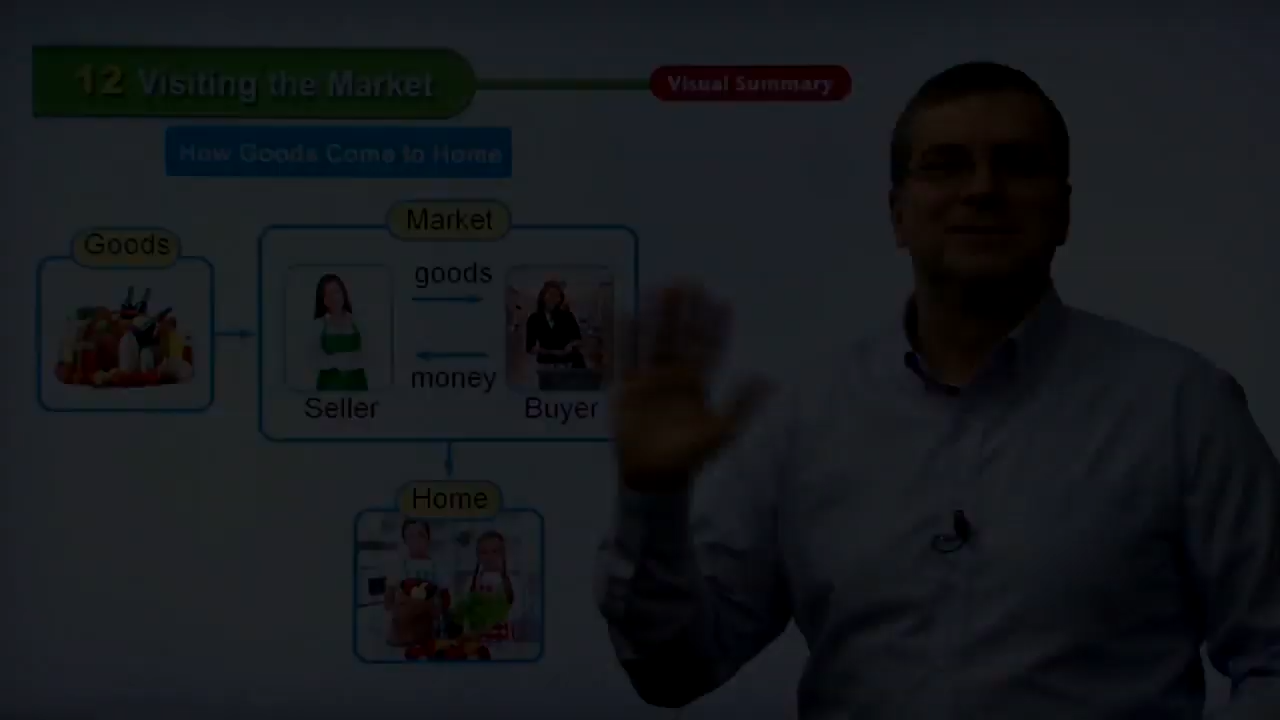 12 Visiting the Market
Visual Summary
How Goods Come to Home
Goods
Market
goods
money
Seller
Buyer
Home